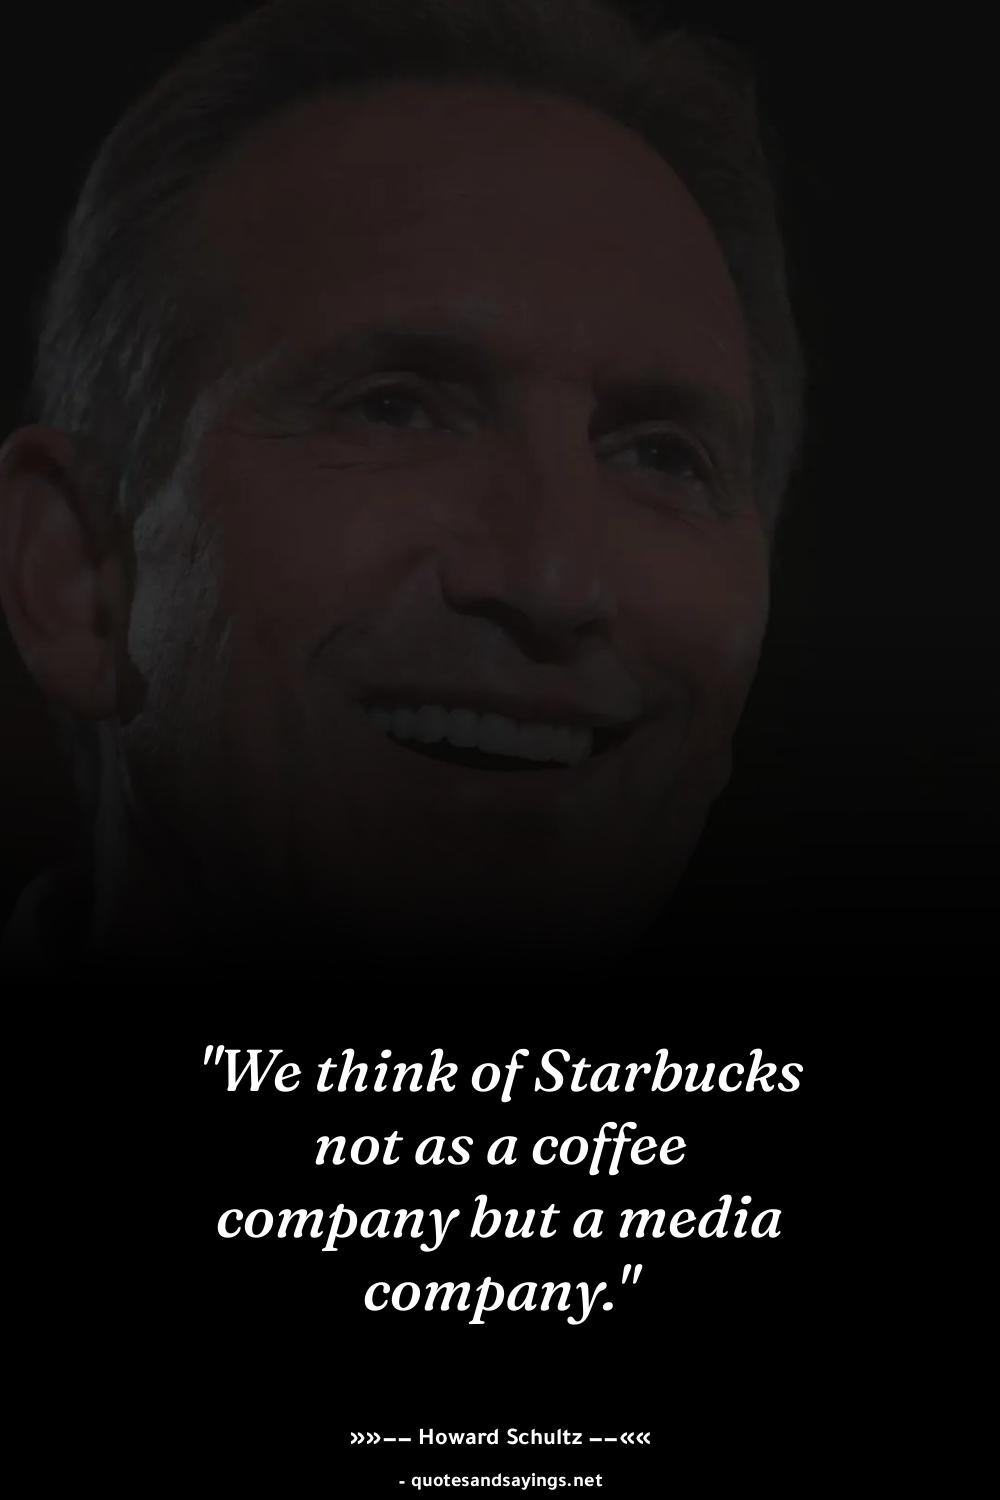 "We think of Starbucks
not as a coffee
company but a media
company."
»»−− Howard Schultz −−««
- quotesandsayings.net